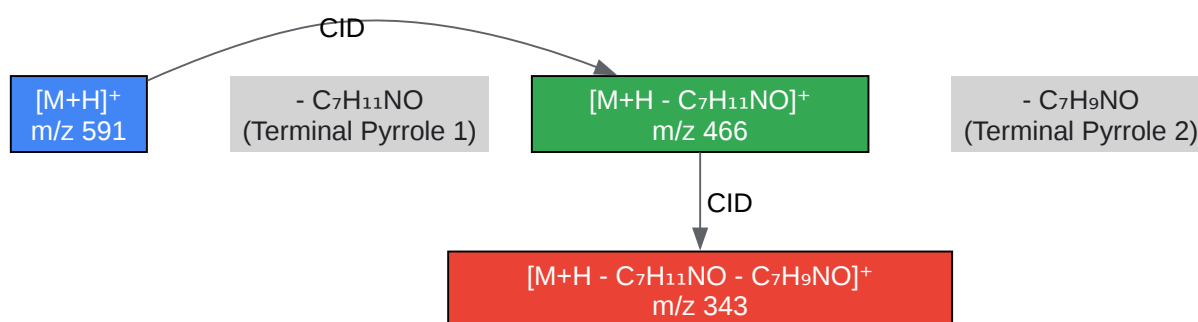 CID
[M+H]⁺
m/z 591
- C₇H₁₁NO
(Terminal Pyrrole 1)
[M+H - C₇H₁₁NO]⁺
m/z 466
- C₇H₉NO
(Terminal Pyrrole 2)
CID
[M+H - C₇H₁₁NO - C₇H₉NO]⁺
m/z 343